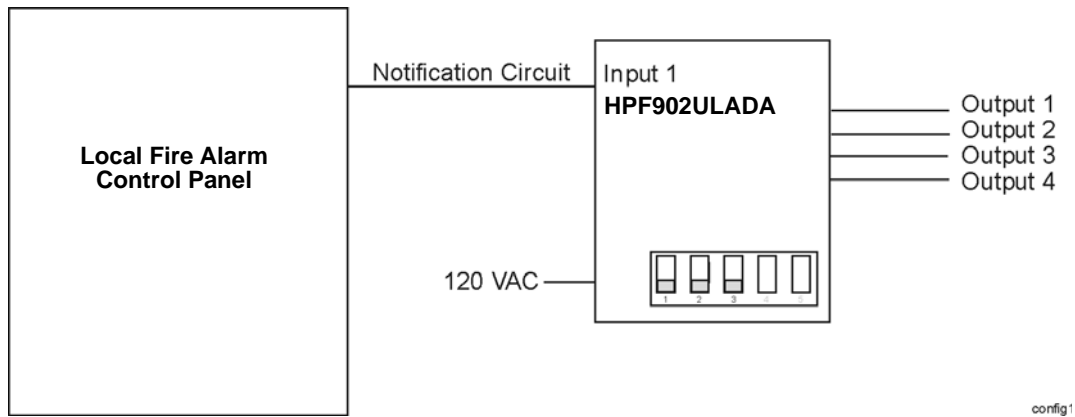 Notification Circuit
Input 1
HPF902ULADA
Output 1
Output 2
Output 3
Output 4
Local Fire Alarm
Control Panel
120 VAC
1 2 3 4 5
config1